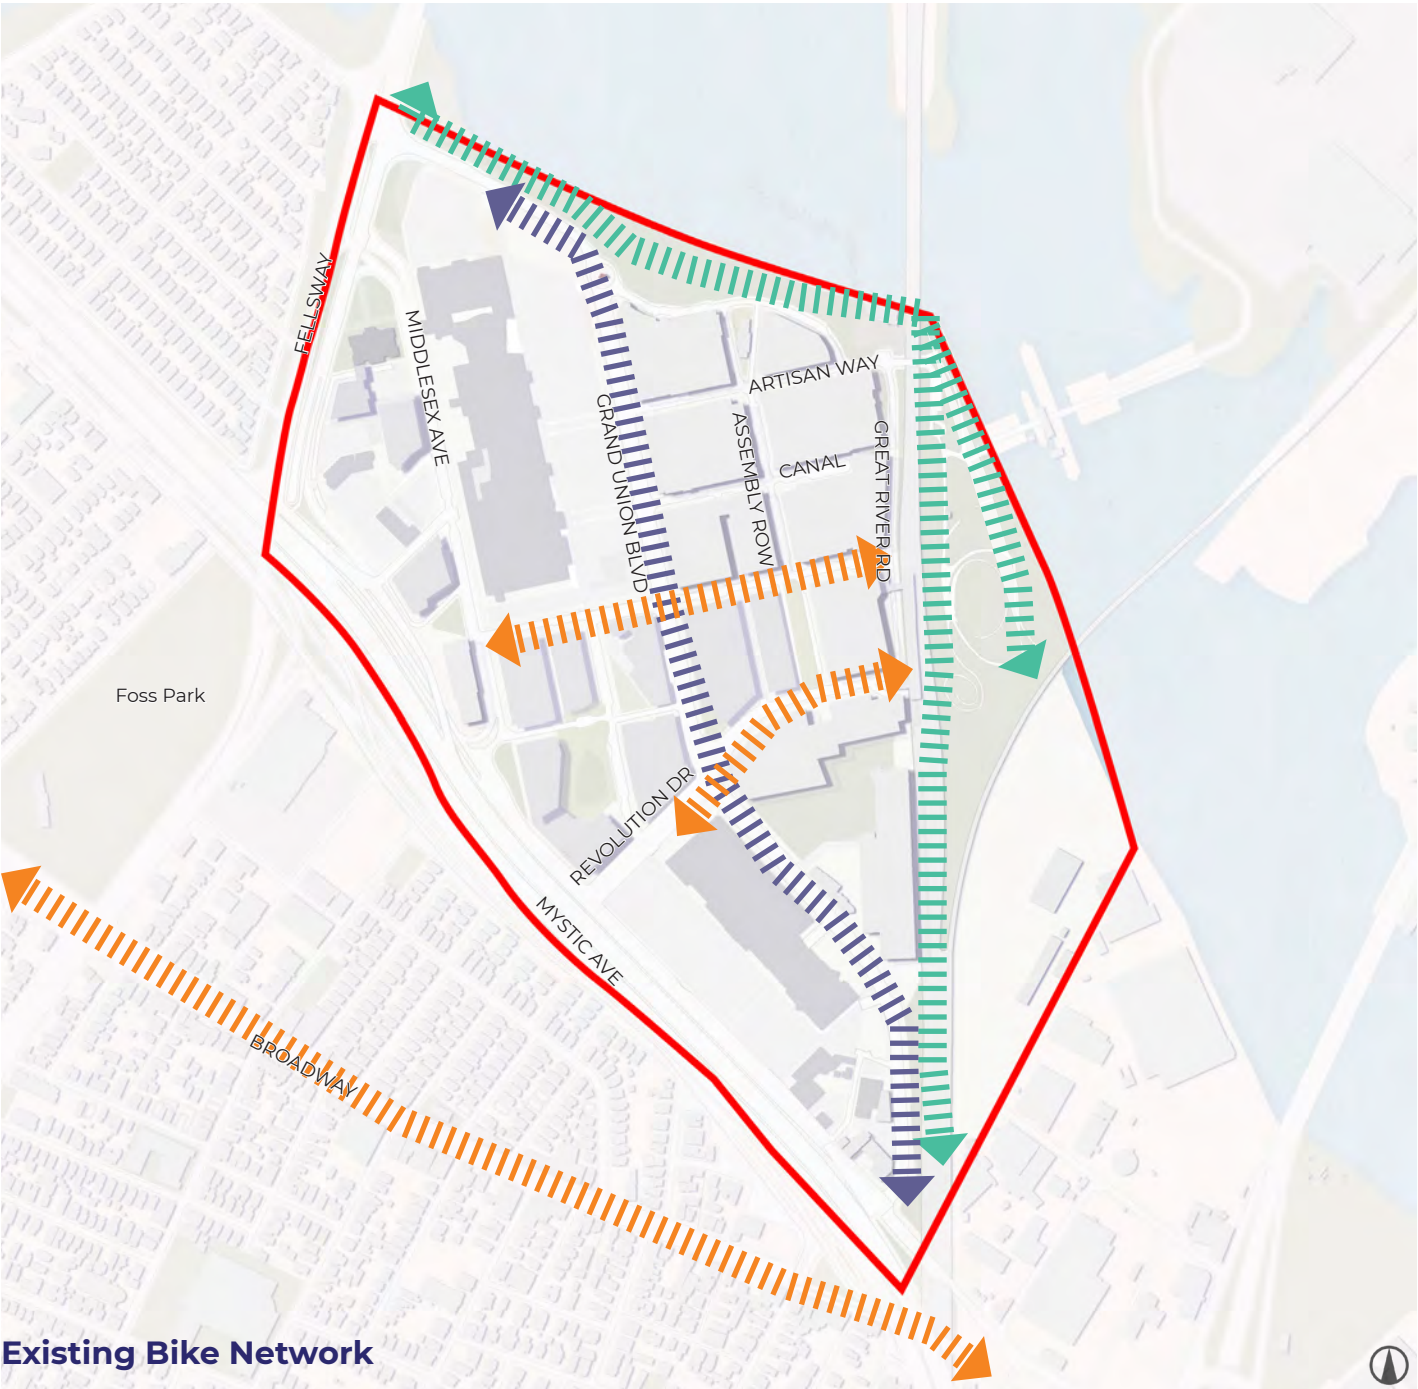 FELLSWAY
MIDDLESEX AVE
ARTISAN WAY
GRAND UNION BLVD
ASSEMBLY ROW
CANAL
GREAT RIVER RD
Foss Park
REVOLUTION DR
MYSTIC AVE
BROADWAY
Existing Bike Network